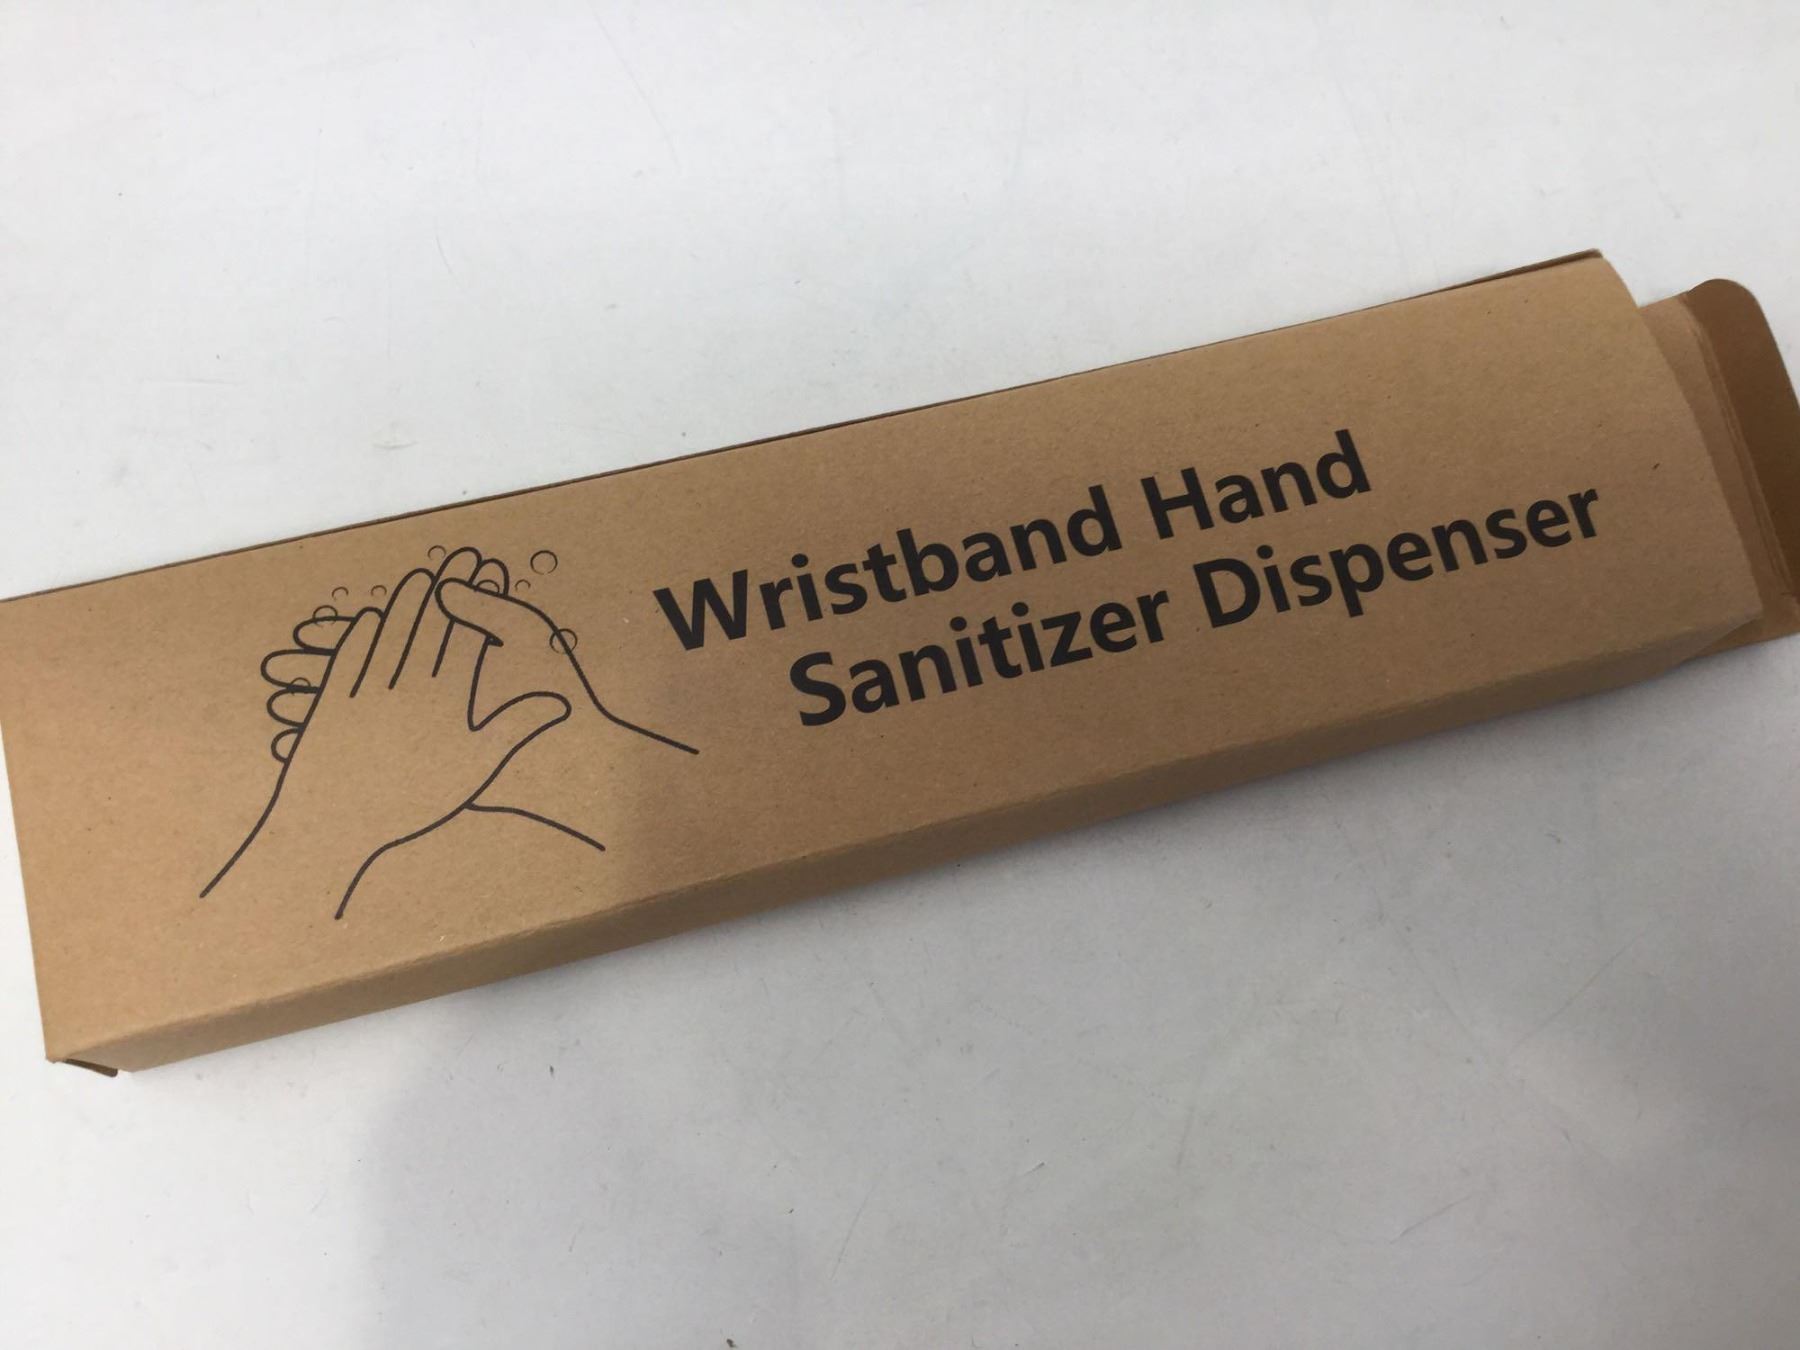 Wristband Hand
Sanitizer Dispenser